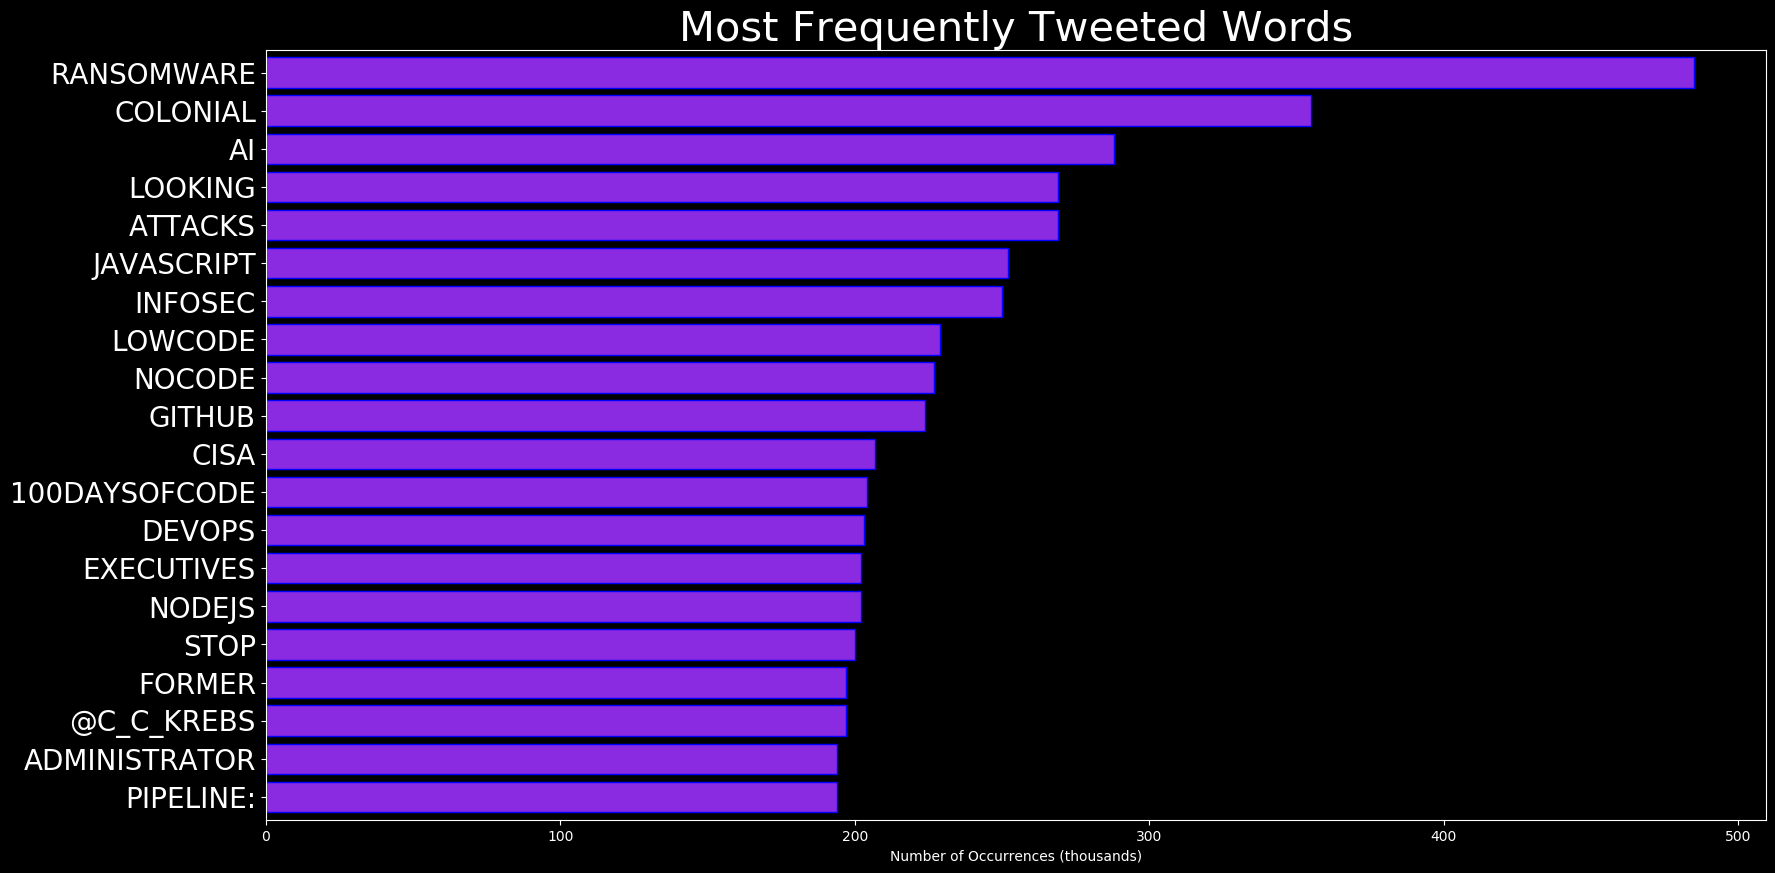 Most Frequently Tweeted Words
RANSOMWARE
COLONIAL
AI
LOOKING
ATTACKS
JAVASCRIPT
INFOSEC
LOWCODE
NOCODE
GITHUB
CISA
100DAYSOFCODE
DEVOPS
EXECUTIVES
NODEJS
STOP
FORMER
@C_C_KREBS
ADMINISTRATOR
PIPELINE:
0 100 200 300 400 500
Number of Occurrences (thousands)